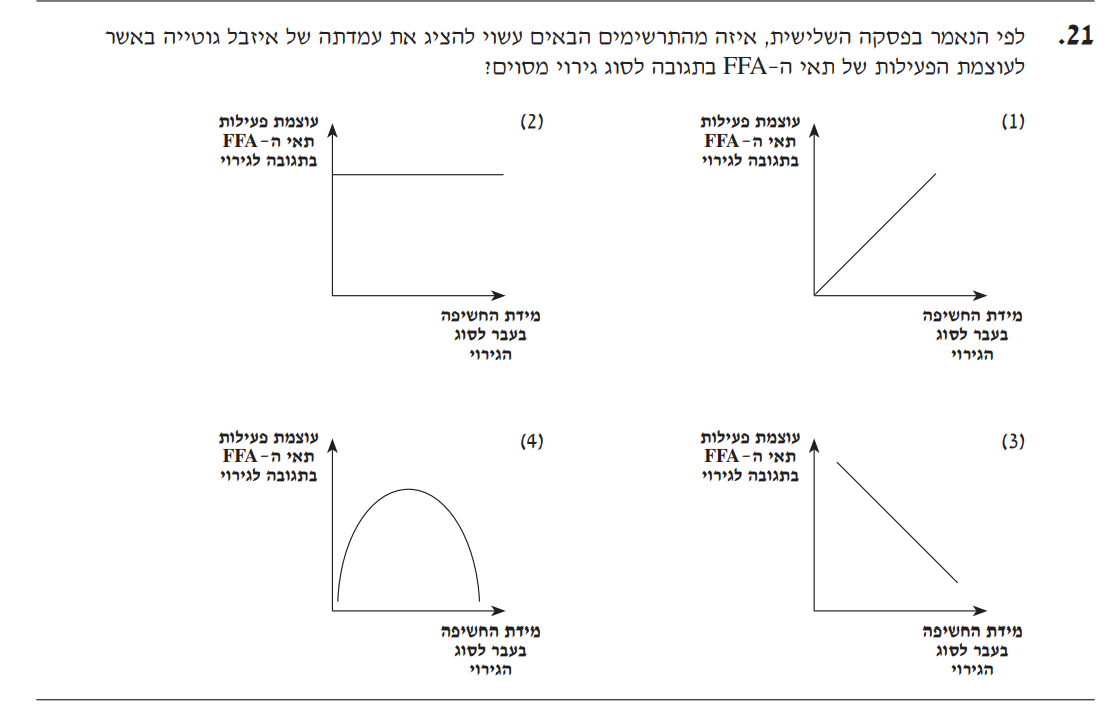 21. לפי הנאמר בפסקה השלישית, איזה מהתרשימים הבאים עשוי להציג את עמדתה של איזבל גוטייה באשר
לעוצמת הפעילות של תאי ה-FFA בתגובה לסוג גירוי מסוים?
(1)
עוצמת פעילות
תאי ה-FFA
בתגובה לגירוי
מידת החשיפה
בעבר לסוג
הגירוי
(2)
עוצמת פעילות
תאי ה-FFA
בתגובה לגירוי
מידת החשיפה
בעבר לסוג
הגירוי
(3)
עוצמת פעילות
תאי ה-FFA
בתגובה לגירוי
מידת החשיפה
בעבר לסוג
הגירוי
(4)
עוצמת פעילות
תאי ה-FFA
בתגובה לגירוי
מידת החשיפה
בעבר לסוג
הגירוי